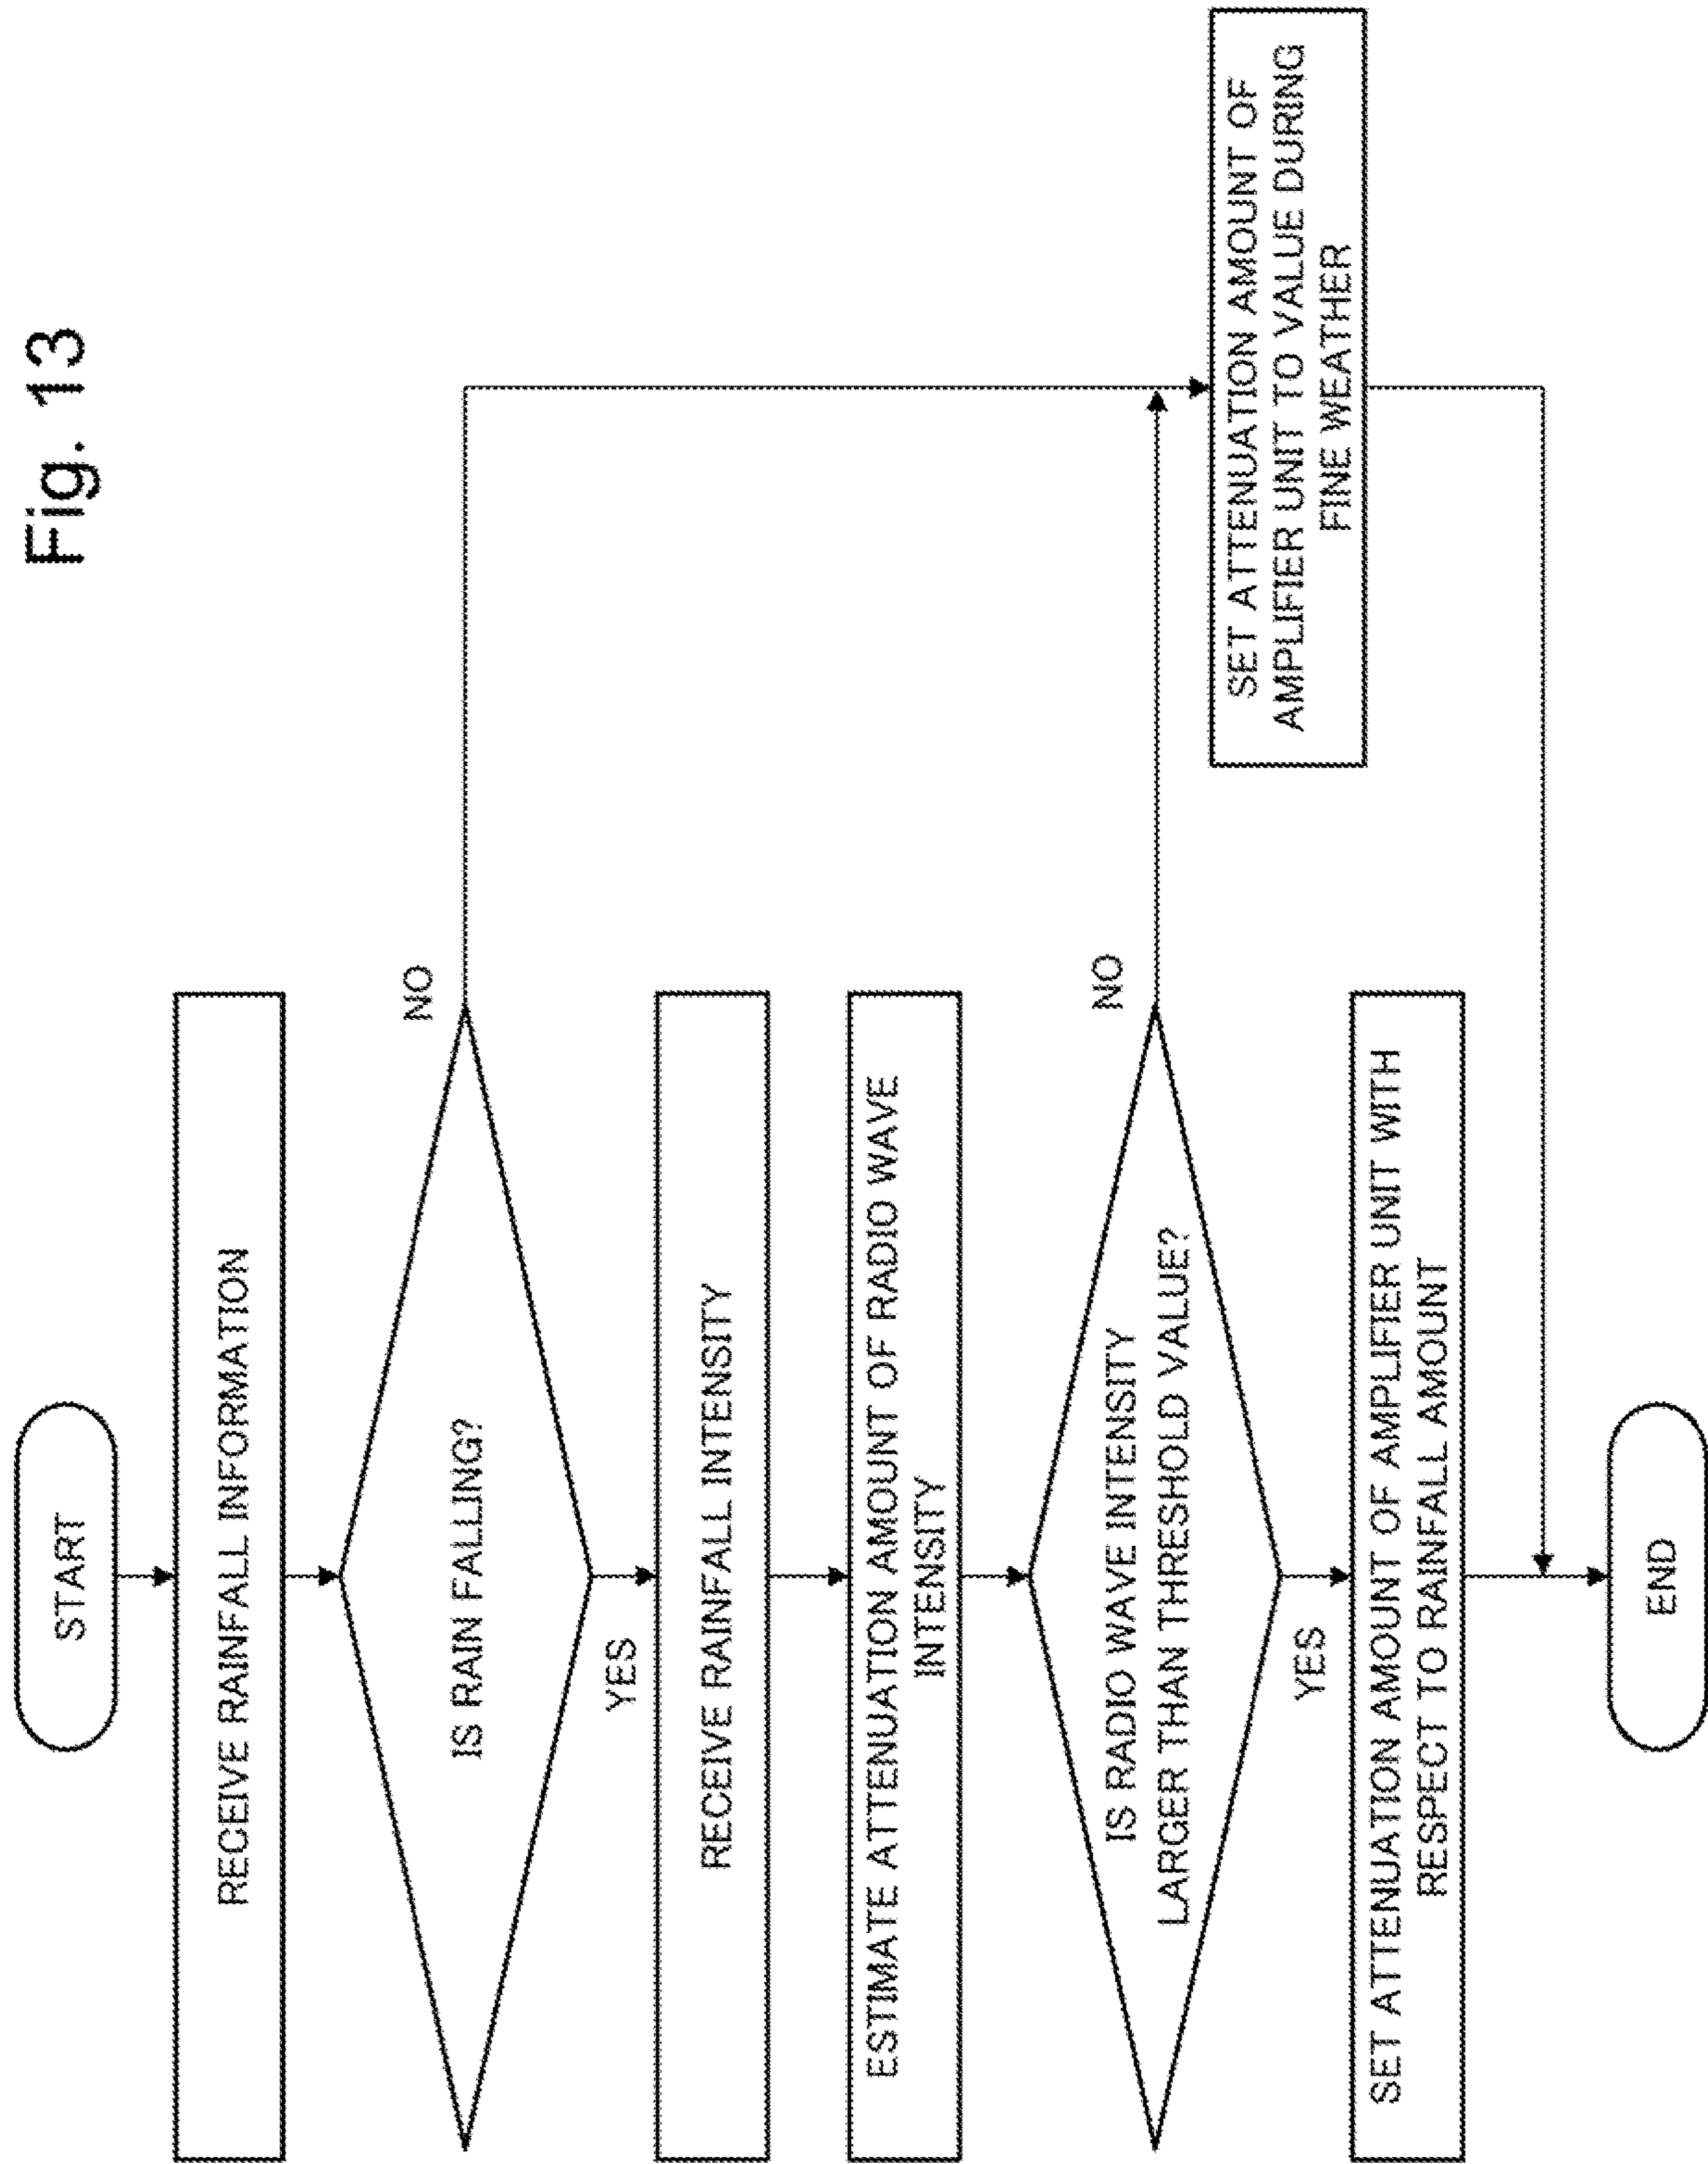 Fig. 13
START
RECEIVE RAINFALL INFORMATION
IS RAIN FALLING?
NO
YES
RECEIVE RAINFALL INTENSITY
ESTIMATE ATTENUATION AMOUNT OF RADIO WAVE
INTENSITY
IS RADIO WAVE INTENSITY
LARGER THAN THRESHOLD VALUE?
NO
YES
SET ATTENUATION AMOUNT OF
AMPLIFIER UNIT TO VALUE DURING
FINE WEATHER
SET ATTENUATION AMOUNT OF AMPLIFIER UNIT WITH
RESPECT TO RAINFALL AMOUNT
END